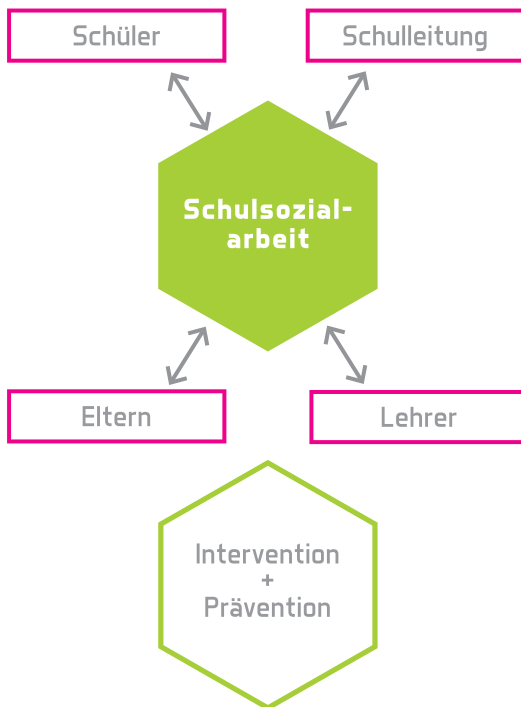 Schüler
Schulleitung
Schulsozial-
arbeit
Eltern
Lehrer
Intervention
+
Prävention